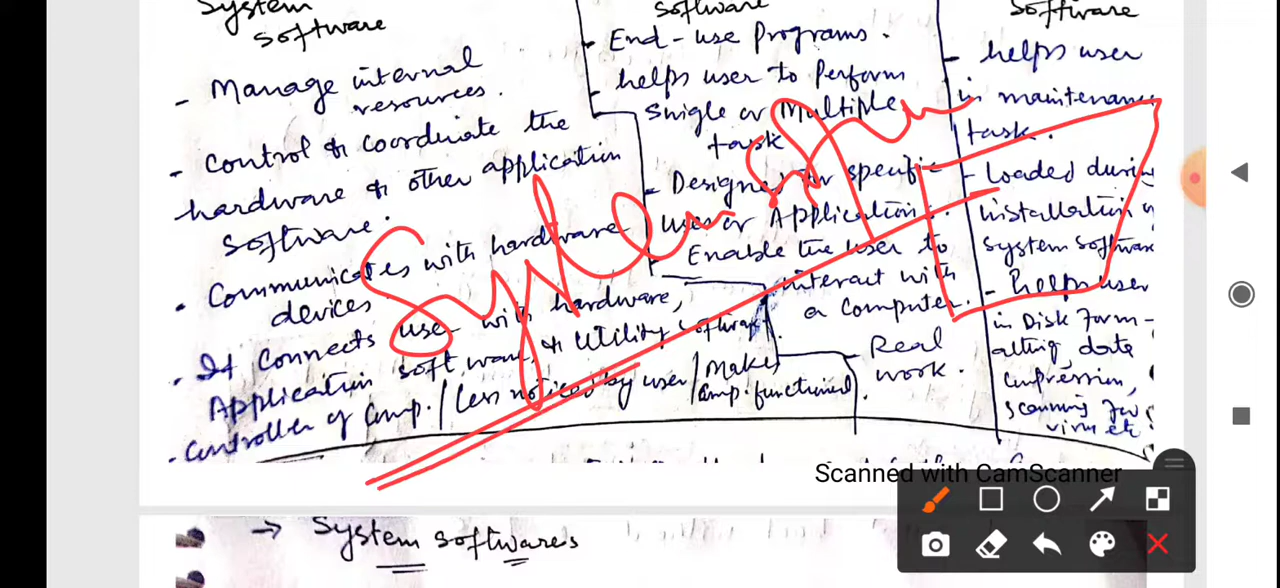 System
Software
- Manage internal
resources.
- Control & coordinate the
hardware & other application
software.
- Communicates with hardware
devices
- It connects user with hardware,
Application software, & utility software.
- Controller of Comp. / Less noticed by user / Makes
Comp. functional
Software
- End-use Programs.
- helps user to Perform
Single or Multiple
task
- Designed for specific
uses or Application.
- Enable the user to
interact with
a computer.
- Real
work.
Software
- helps user
in maintenance
task.
- Loaded during
installation
System Software
- Helps user
in Disk Form-
atting, data
Compression,
scanning for
virus etc.
System softw
Scanned with CamScanner
→ System softwares